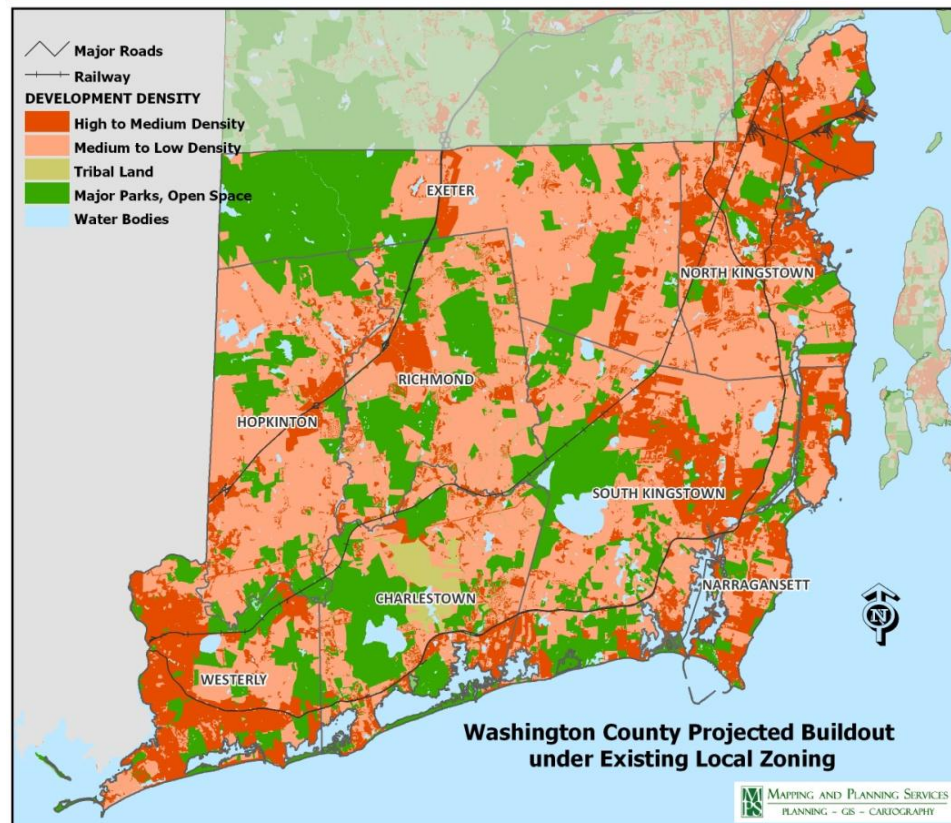 Major Roads
Railway
DEVELOPMENT DENSITY
High to Medium Density
Medium to Low Density
Tribal Land
Major Parks, Open Space
Water Bodies
EXETER
NORTH KINGSTOWN
RICHMOND
HOPKINTON
SOUTH KINGSTOWN
NARRAGANSETT
CHARLESTOWN
WESTERLY
N
Washington County Projected Buildout
under Existing Local Zoning
MPS
MAPPING AND PLANNING SERVICES
PLANNING – GIS – CARTOGRAPHY